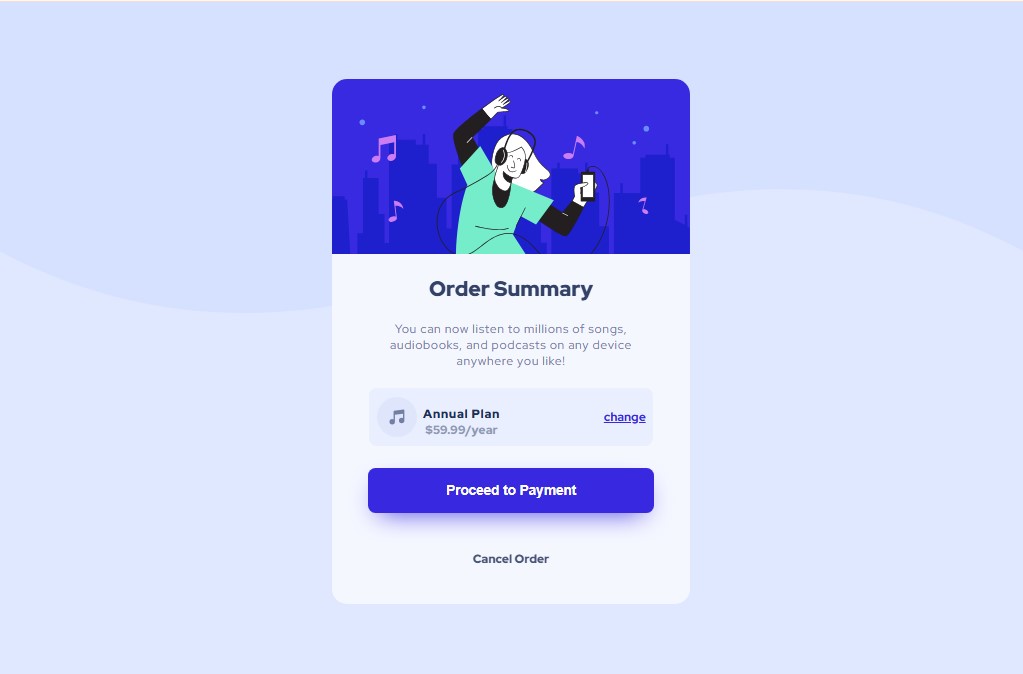 Order Summary
You can now listen to millions of songs,
audiobooks, and podcasts on any device
anywhere you like!
Annual Plan
$59.99/year
change
Proceed to Payment
Cancel Order